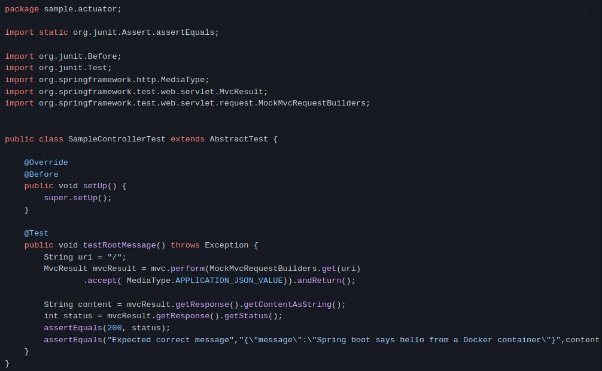 package sample.actuator;
import static org.junit.Assert.assertEquals;
import org.junit.Before;
import org.junit.Test;
import org.springframework.http.MediaType;
import org.springframework.test.web.servlet.MvcResult;
import org.springframework.test.web.servlet.request.MockMvcRequestBuilders;
public class SampleControllerTest extends AbstractTest {
@Override
@Before
public void setUp() {
super.setUp();
}
@Test
public void testRootMessage() throws Exception {
String uri = "/";
MvcResult mvcResult = mvc.perform(MockMvcRequestBuilders.get(uri)
.accept( MediaType.APPLICATION_JSON_VALUE)).andReturn();
String content = mvcResult.getResponse().getContentAsString();
int status = mvcResult.getResponse().getStatus();
assertEquals(200, status);
assertEquals("Expected correct message","{\"message\":\"Spring boot says hello from a Docker container\"}",content
}
}